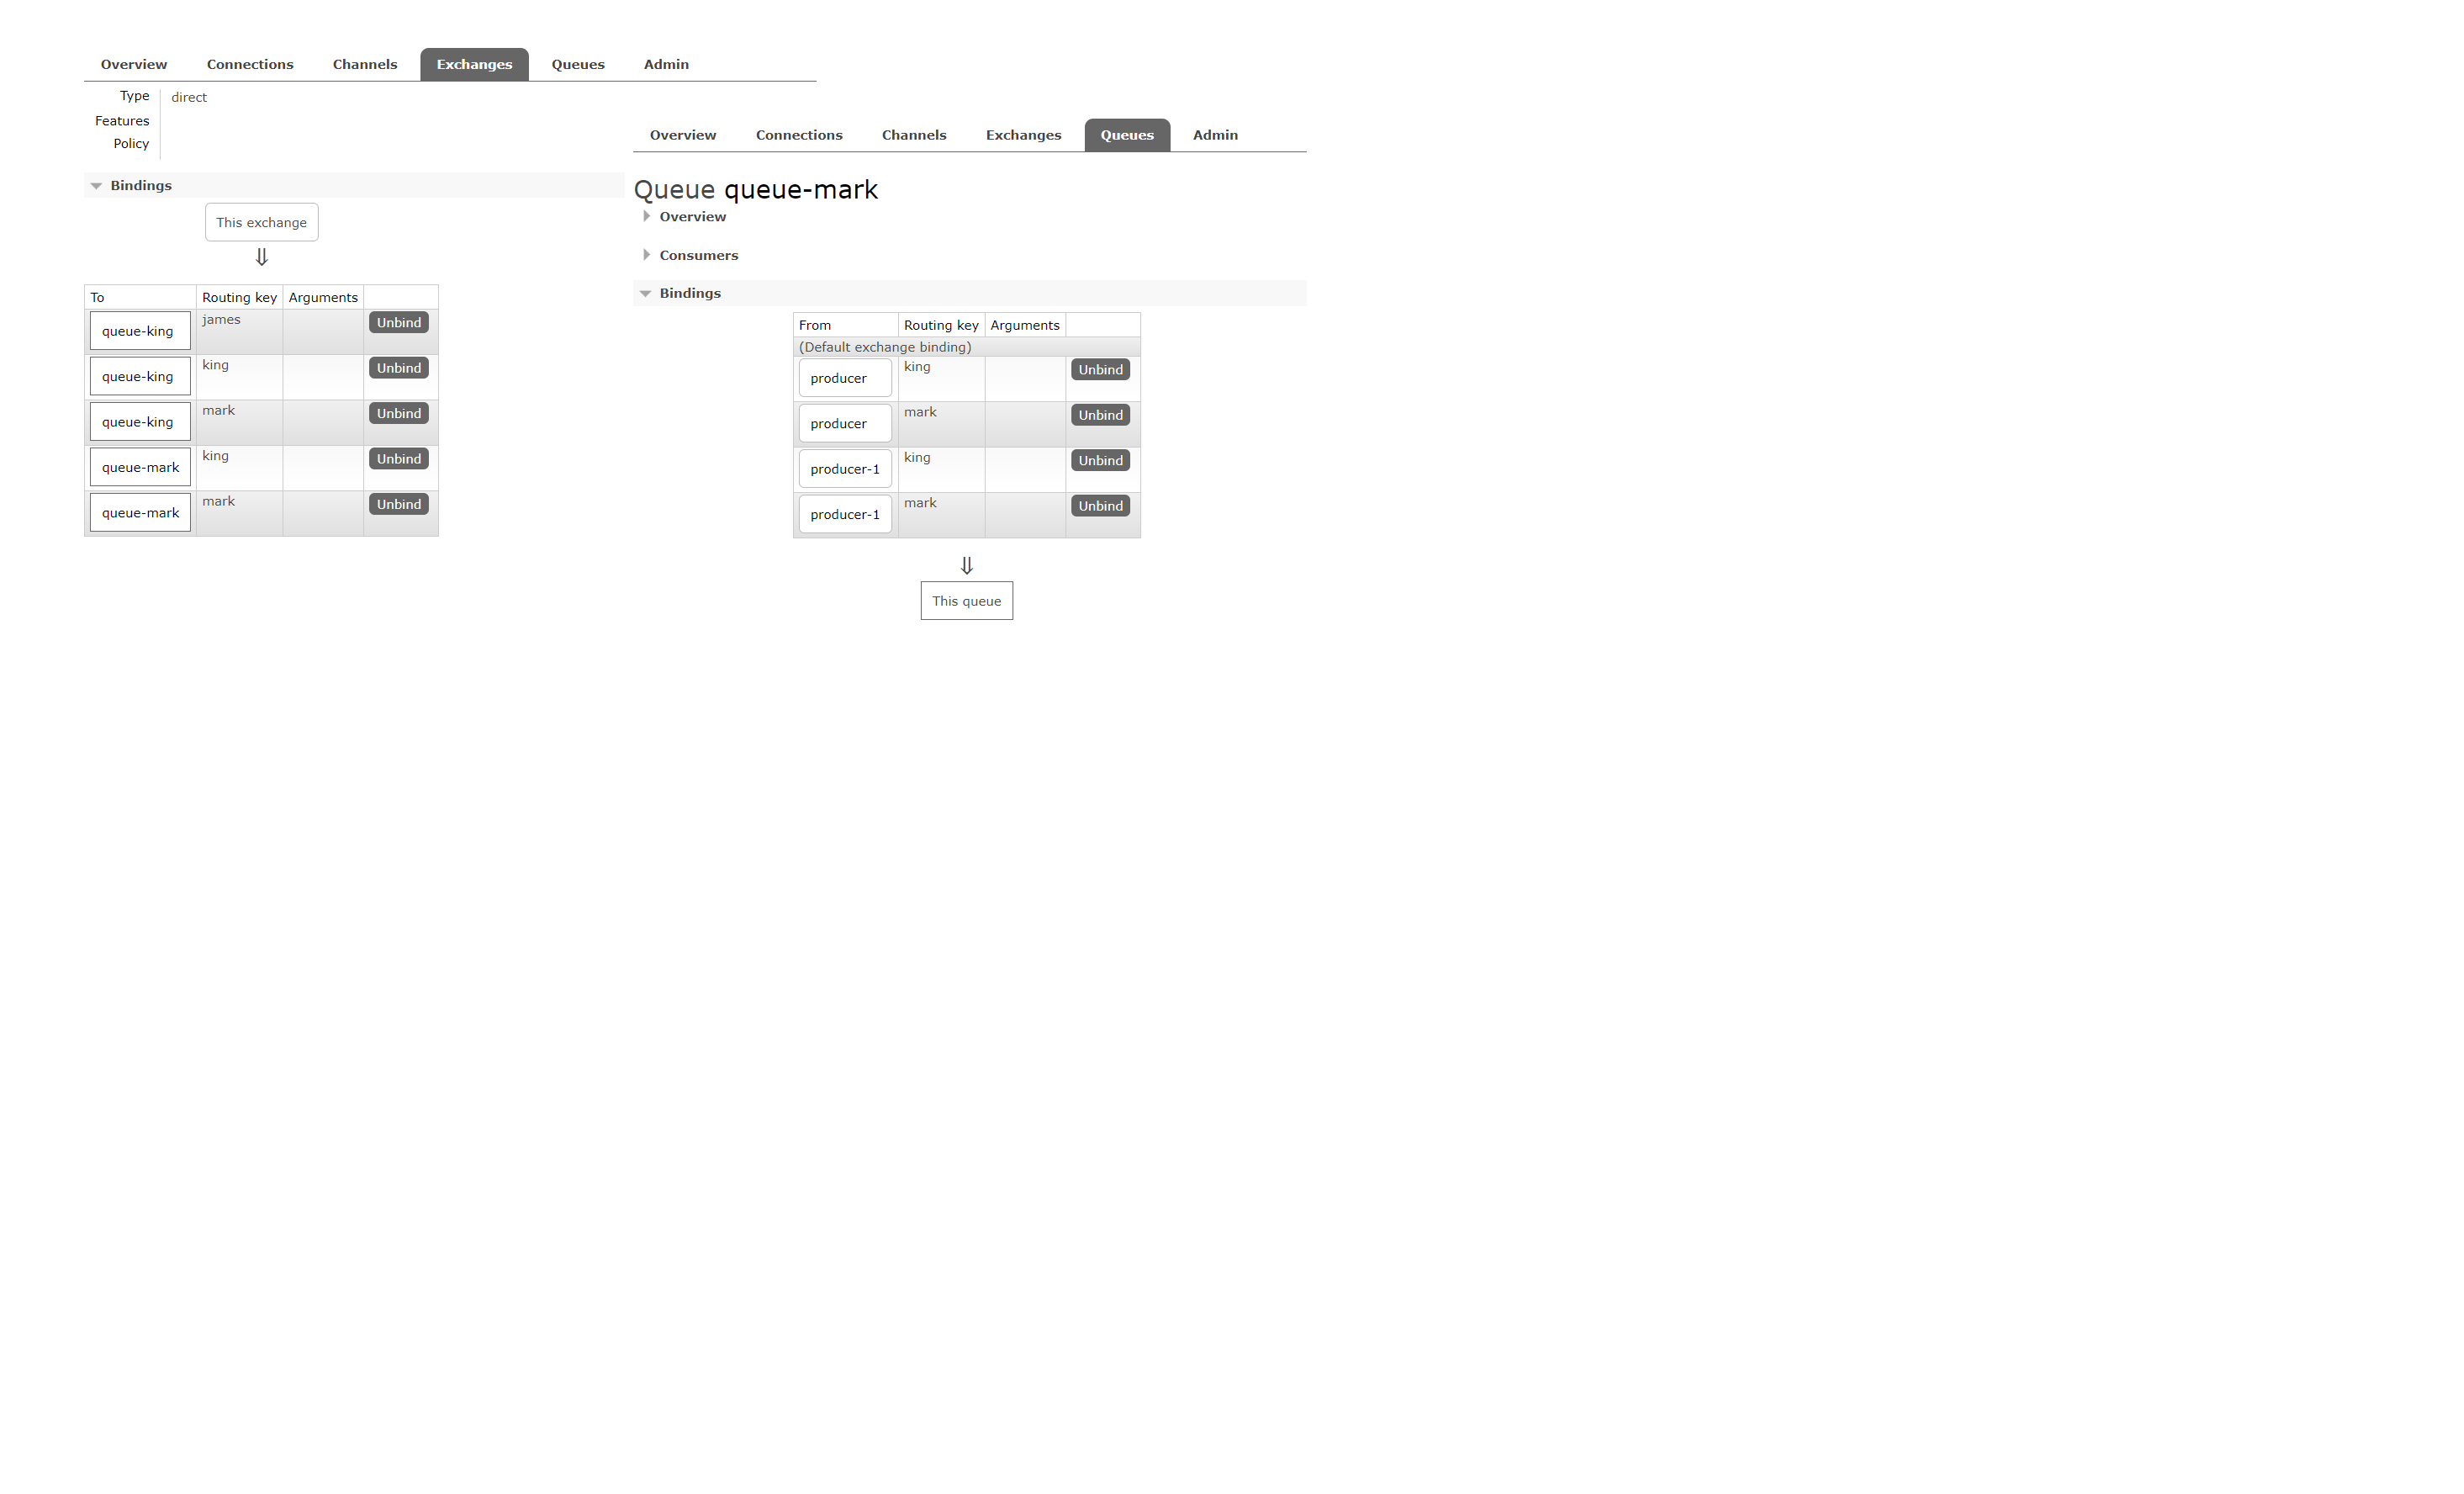 Overview Connections Channels Exchanges Queues Admin
Type direct
Features
Policy
Bindings
This exchange
⇓
To Routing key Arguments
queue-king james Unbind
queue-king king Unbind
queue-king mark Unbind
queue-mark king Unbind
queue-mark mark Unbind
Overview Connections Channels Exchanges Queues Admin
Queue queue-mark
Overview
Consumers
Bindings
From Routing key Arguments
(Default exchange binding)
producer king Unbind
producer mark Unbind
producer-1 king Unbind
producer-1 mark Unbind
⇓
This queue